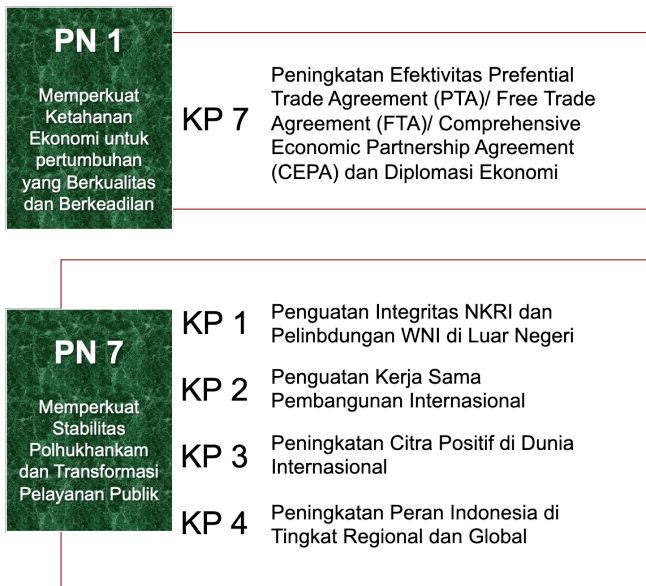 PN 1
Memperkuat
Ketahanan
Ekonomi untuk
pertumbuhan
yang Berkualitas
dan Berkeadilan
KP 7
Peningkatan Efektivitas Prefential
Trade Agreement (PTA)/ Free Trade
Agreement (FTA)/ Comprehensive
Economic Partnership Agreement
(CEPA) dan Diplomasi Ekonomi
PN 7
Memperkuat
Stabilitas
Polhukhankam
dan Transformasi
Pelayanan Publik
KP 1
Penguatan Integritas NKRI dan
Pelinbdungan WNI di Luar Negeri
KP 2
Penguatan Kerja Sama
Pembangunan Internasional
KP 3
Peningkatan Citra Positif di Dunia
Internasional
KP 4
Peningkatan Peran Indonesia di
Tingkat Regional dan Global